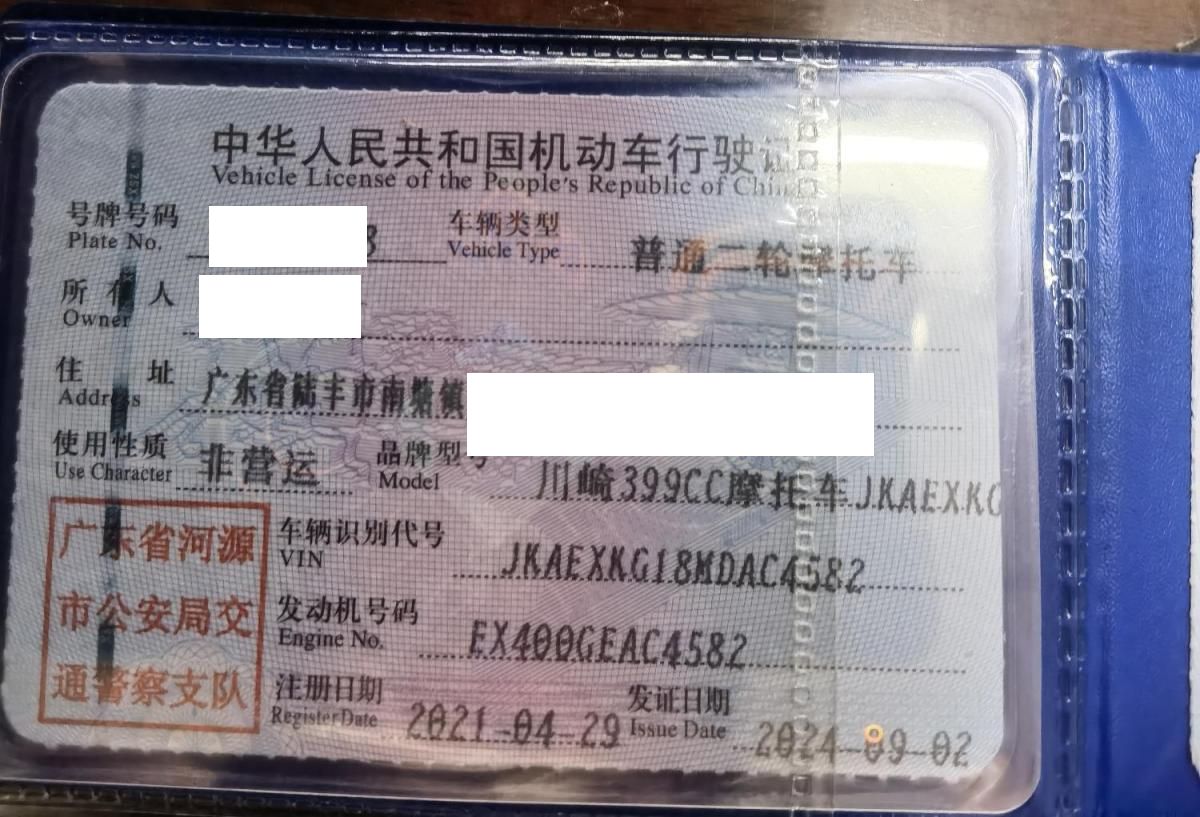 中华人民共和国机动车行驶证
Vehicle License of the People's Republic of China
号牌号码
Plate No.
8
车辆类型
Vehicle Type
普通二轮摩托车
所有人
Owner
住址
Address
广东省陆丰市南塘镇
使用性质
Use Character
非营运
品牌型号
Model
川崎399CC摩托车JKAEXKG
广东省河源
市公安局交
通警察支队
车辆识别代号
VIN
JKAEXKG18MDAC4582
发动机号码
Engine No.
EX400GEAC4582
注册日期
Register Date
2021-04-29
发证日期
Issue Date
2024-09-02